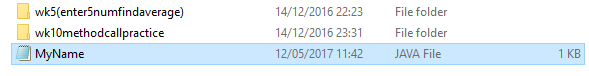 wk5(enter5numfindaverage) 14/12/2016 22:23 File folder
wk10methodcallpractice 14/12/2016 23:31 File folder
MyName 12/05/2017 11:42 JAVA File 1 KB